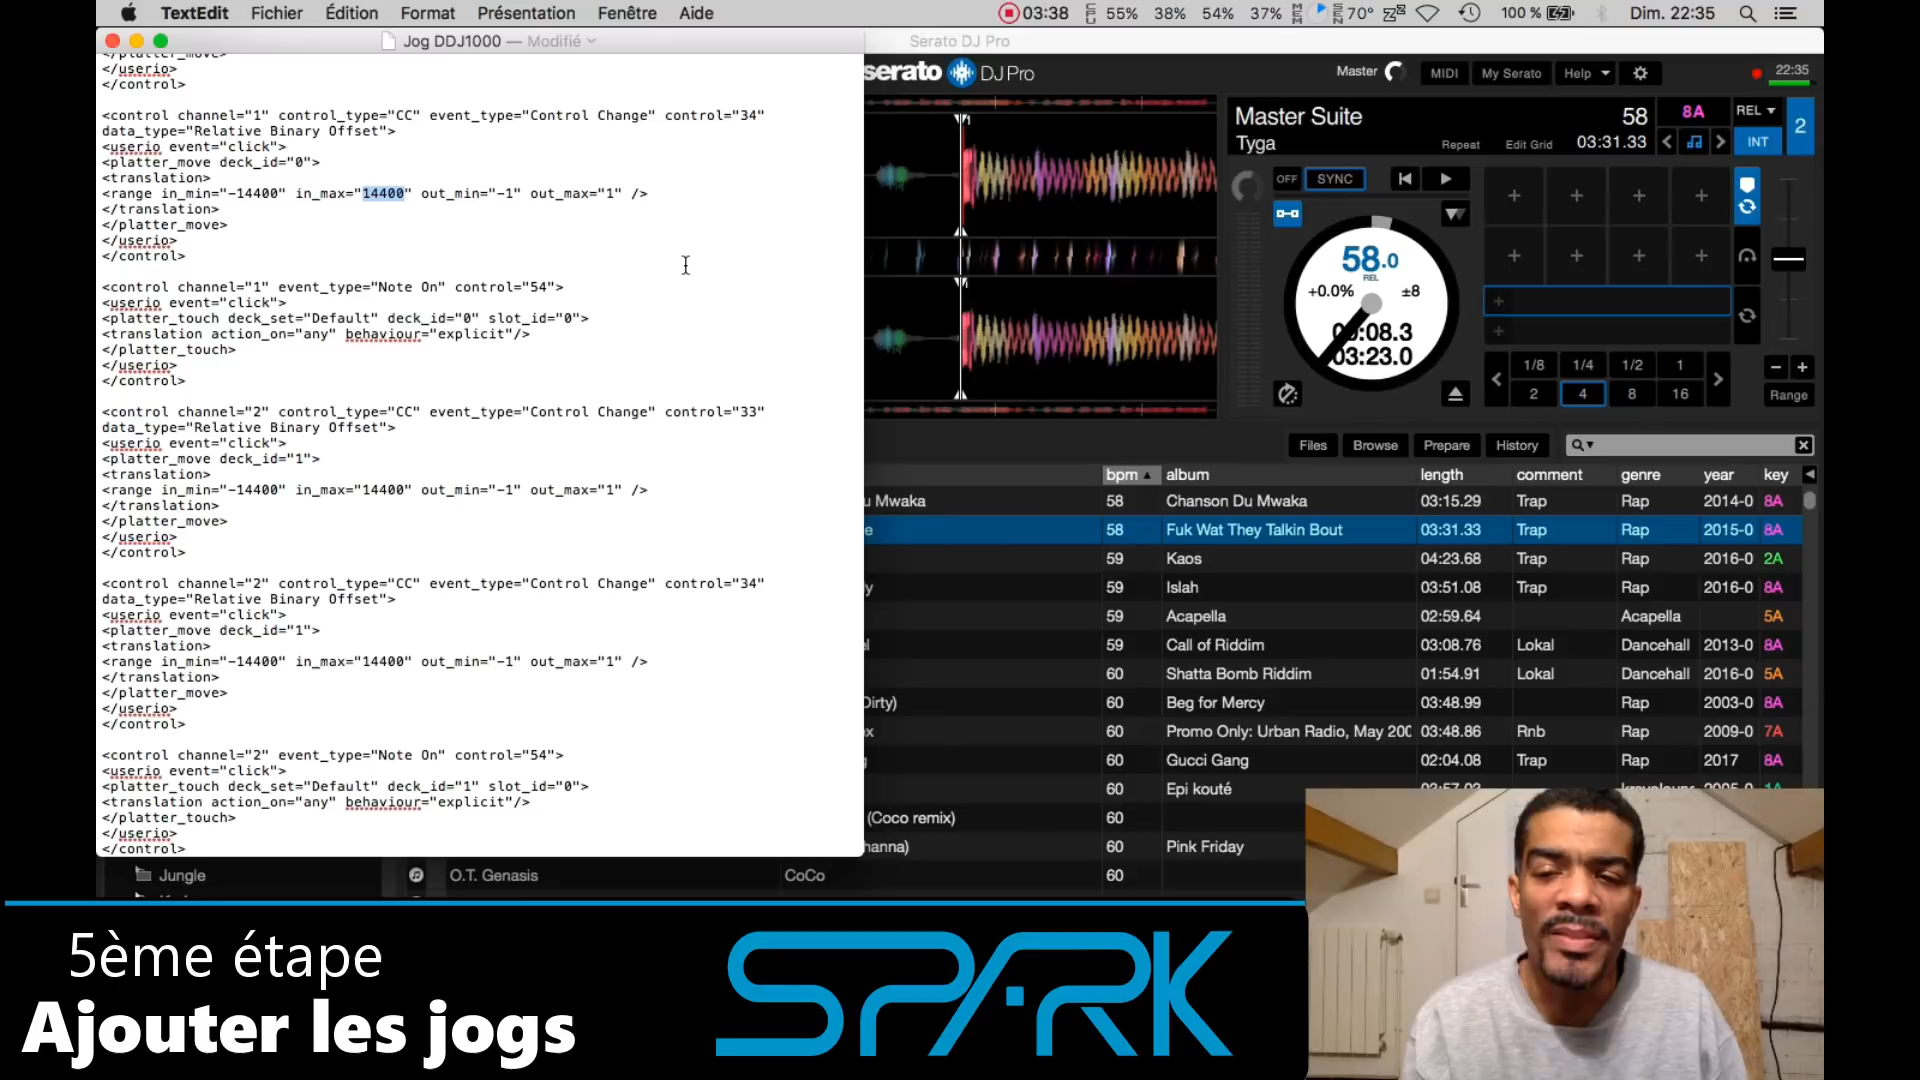 TextEdit Fichier Édition Format Présentation Fenêtre Aide 03:38 CPU 55% 38% 54% 37% MEM SEN 70° 100 % Dim. 22:35
Jog DDJ1000 — Modifié
</platter_move>
</userio>
</control>
<control channel="1" control_type="CC" event_type="Control Change" control="34"
data_type="Relative Binary Offset">
<userio event="click">
<platter_move deck_id="0">
<translation>
<range in_min="-14400" in_max="14400" out_min="-1" out_max="1" />
</translation>
</platter_move>
</userio>
</control>
<control channel="1" event_type="Note On" control="54">
<userio event="click">
<platter_touch deck_set="Default" deck_id="0" slot_id="0">
<translation action_on="any" behaviour="explicit"/>
</platter_touch>
</userio>
</control>
<control channel="2" control_type="CC" event_type="Control Change" control="33"
data_type="Relative Binary Offset">
<userio event="click">
<platter_move deck_id="1">
<translation>
<range in_min="-14400" in_max="14400" out_min="-1" out_max="1" />
</translation>
</platter_move>
</userio>
</control>
<control channel="2" control_type="CC" event_type="Control Change" control="34"
data_type="Relative Binary Offset">
<userio event="click">
<platter_move deck_id="1">
<translation>
<range in_min="-14400" in_max="14400" out_min="-1" out_max="1" />
</translation>
</platter_move>
</userio>
</control>
<control channel="2" event_type="Note On" control="54">
<userio event="click">
<platter_touch deck_set="Default" deck_id="1" slot_id="0">
<translation action_on="any" behaviour="explicit"/>
</platter_touch>
</userio>
</control>
Serato DJ Pro
serato DJ Pro Master MIDI My Serato Help 22:35
Master Suite 58 8A REL 2
Tyga Repeat Edit Grid 03:31.33 INT
OFF SYNC
58.0
REL
+0.0% ±8
00:08.3
03:23.0
1/8 1/4 1/2 1
2 4 8 16 Range
Files Browse Prepare History
bpm album length comment genre year key
u Mwaka 58 Chanson Du Mwaka 03:15.29 Trap Rap 2014-0 8A
e 58 Fuk Wat They Talkin Bout 03:31.33 Trap Rap 2015-0 8A
59 Kaos 04:23.68 Trap Rap 2016-0 2A
y 59 Islah 03:51.08 Trap Rap 2016-0 8A
59 Acapella 02:59.64 Acapella 5A
el 59 Call of Riddim 03:08.76 Lokal Dancehall 2013-0 8A
60 Shatta Bomb Riddim 01:54.91 Lokal Dancehall 2016-0 5A
Dirty) 60 Beg for Mercy 03:48.99 Rap 2003-0 8A
x 60 Promo Only: Urban Radio, May 200 03:48.86 Rnb Rap 2009-0 7A
g 60 Gucci Gang 02:04.08 Trap Rap 2017 8A
60 Epi kouté
(Coco remix) 60
hanna) 60 Pink Friday
Jungle O.T. Genasis CoCo 60
5ème étape
Ajouter les jogs
SPARK